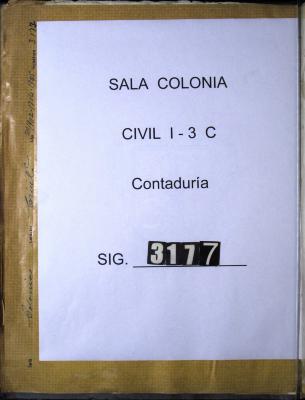 SALA COLONIA
CIVIL I - 3 C
Contaduría
SIG. 3177